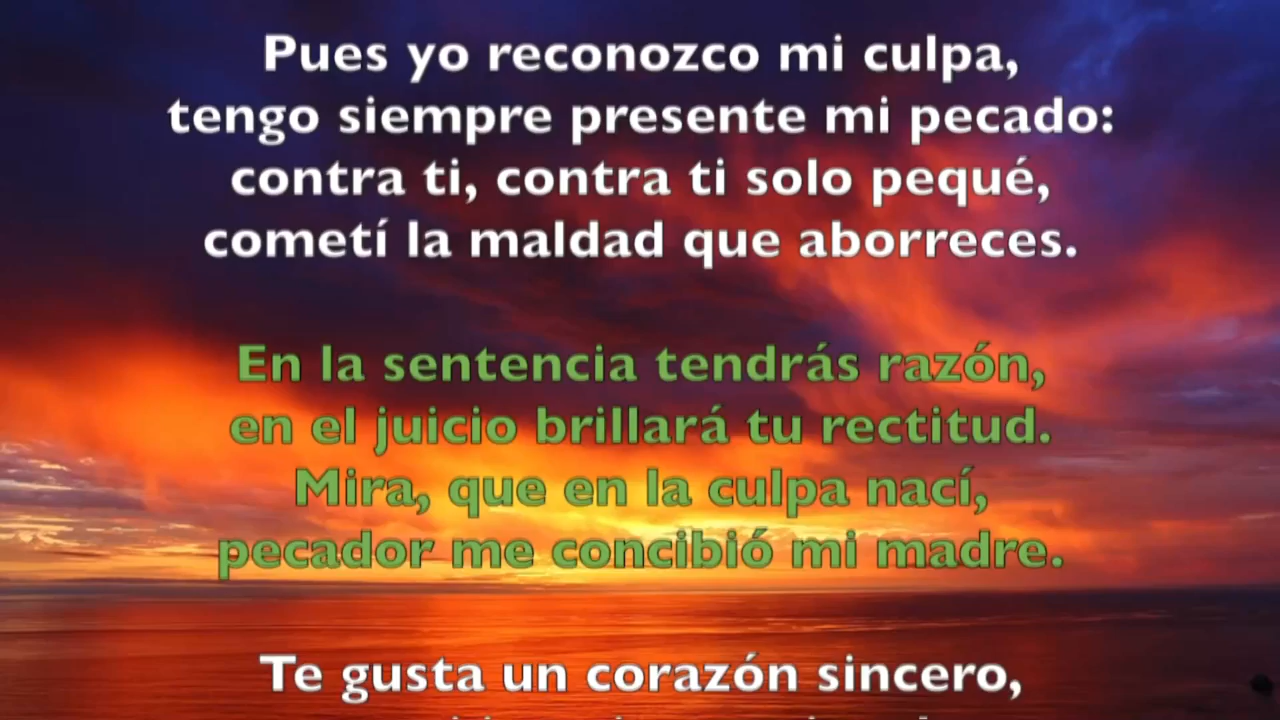 Pues yo reconozco mi culpa,
tengo siempre presente mi pecado:
contra ti, contra ti solo pequé,
cometí la maldad que aborreces.
En la sentencia tendrás razón,
en el juicio brillará tu rectitud.
Mira, que en la culpa nací,
pecador me concibió mi madre.
Te gusta un corazón sincero,